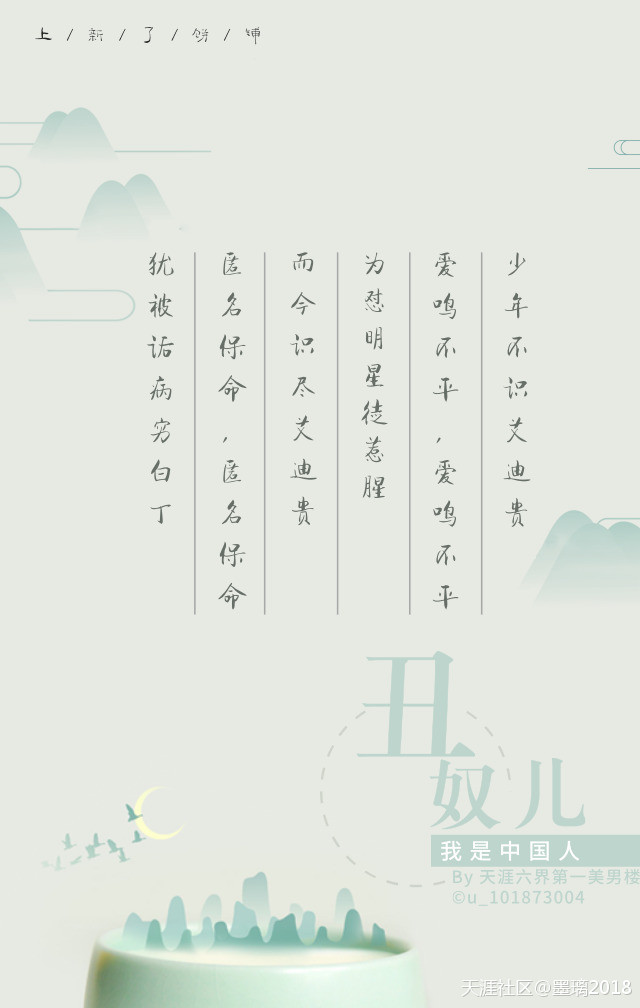 上/新了/饼/铺
少年不识艾迪贵
爱鸣不平，爱鸣不平
为怼明星徒惹腥
而今识尽艾迪贵
匿名保命，匿名保命
犹被诟病穷白丁
丑
奴儿
我是中国人
By 天涯六界第一美男楼
©u_101873004
天涯社区@墨璃2018